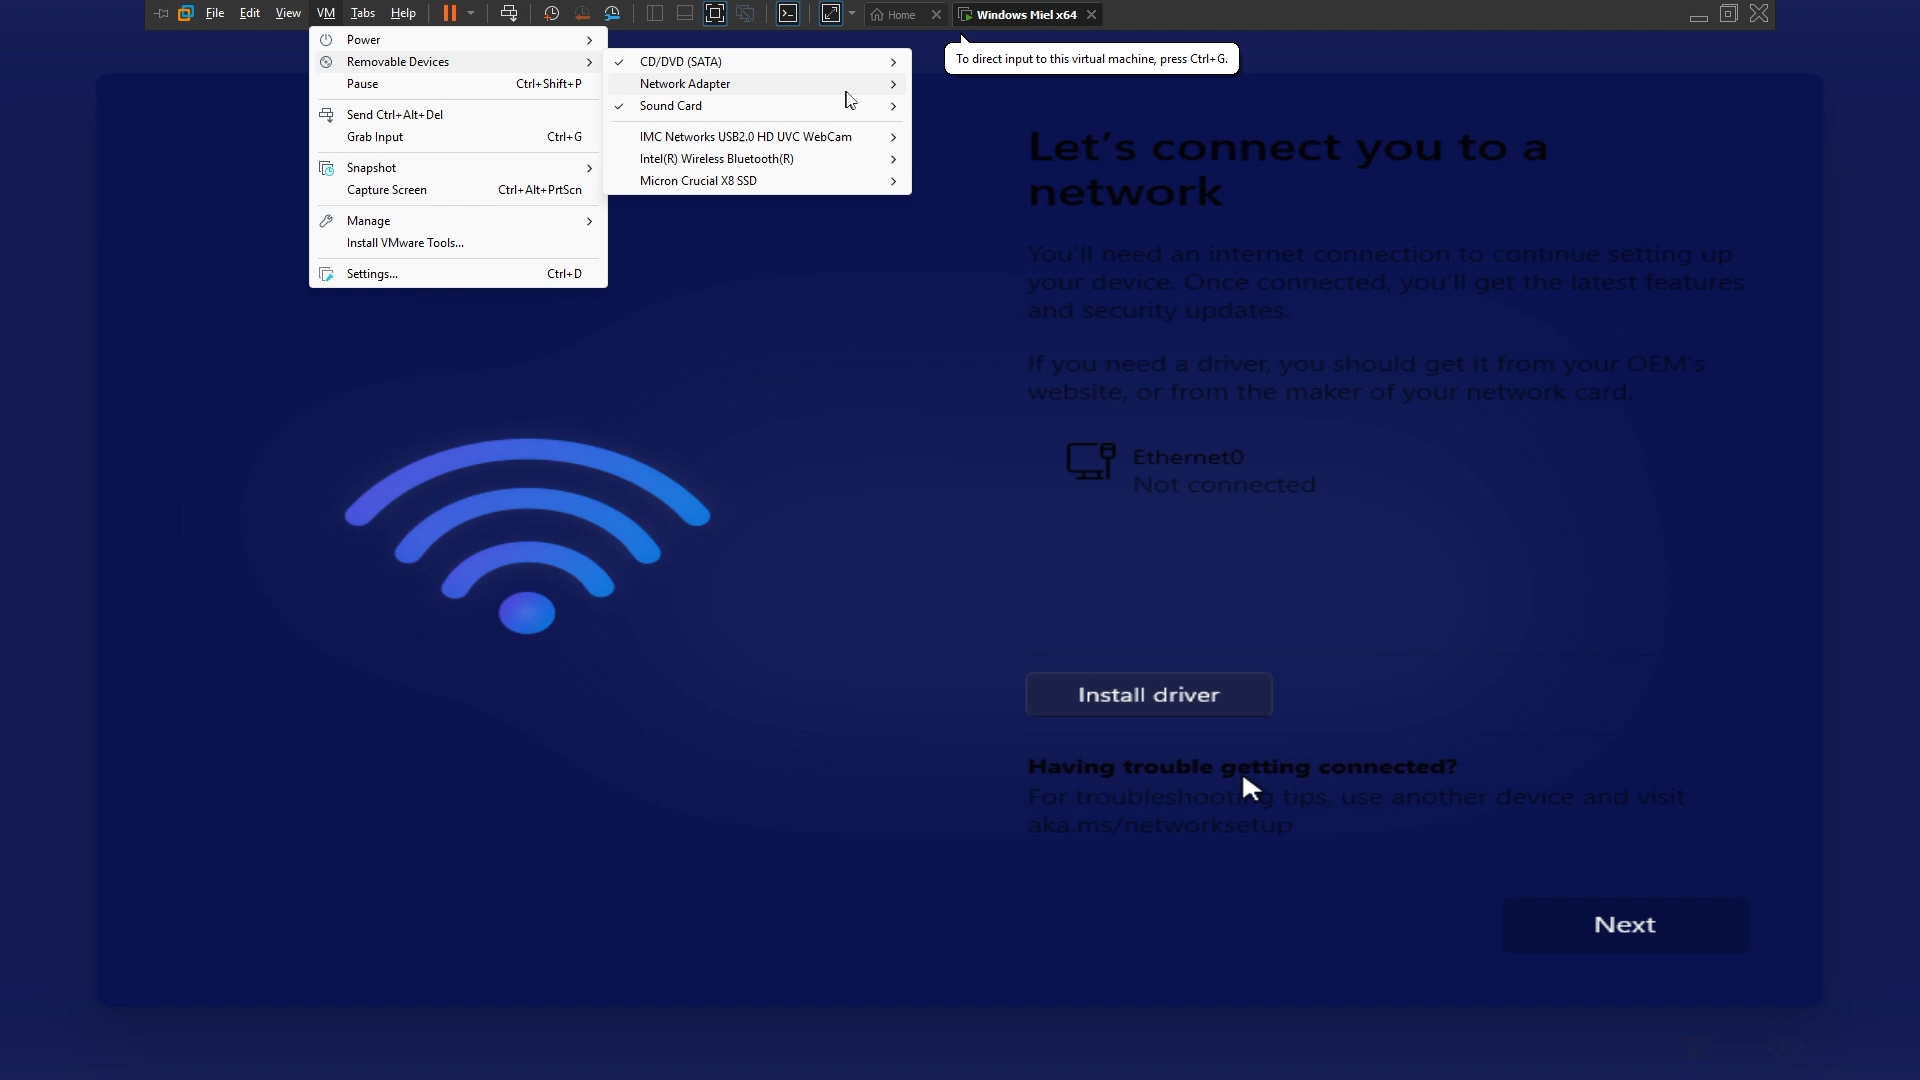 File Edit View VM Tabs Help Home Windows Miel x64
Power
Removable Devices
Pause Ctrl+Shift+P
Send Ctrl+Alt+Del
Grab Input Ctrl+G
Snapshot
Capture Screen Ctrl+Alt+PrtScn
Manage
Install VMware Tools...
Settings... Ctrl+D
CD/DVD (SATA)
Network Adapter
Sound Card
IMC Networks USB2.0 HD UVC WebCam
Intel(R) Wireless Bluetooth(R)
Micron Crucial X8 SSD
To direct input to this virtual machine, press Ctrl+G.
Let's connect you to a
network
You'll need an internet connection to continue setting up
your device. Once connected, you'll get the latest features
and security updates.
If you need a driver, you should get it from your OEM's
website, or from the maker of your network card.
Ethernet0
Not connected
Install driver
Having trouble getting connected?
For troubleshooting tips, use another device and visit
aka.ms/networksetup
Next